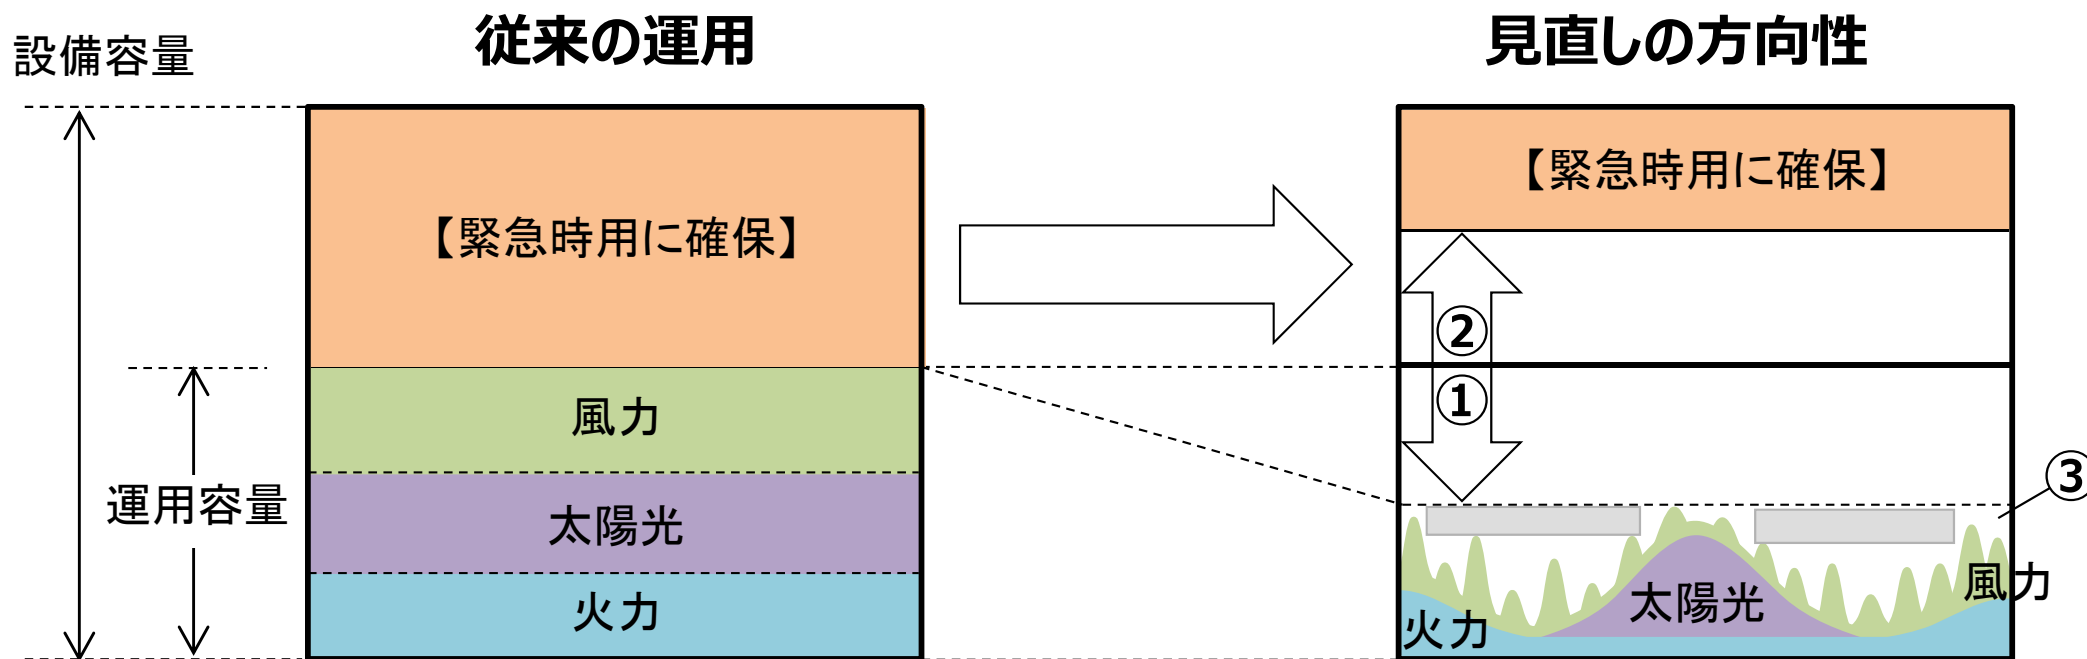 従来の運用
見直しの方向性
設備容量
【緊急時用に確保】
【緊急時用に確保】
②
①
風力
③
運用容量
太陽光
火力
風力
太陽光
火力